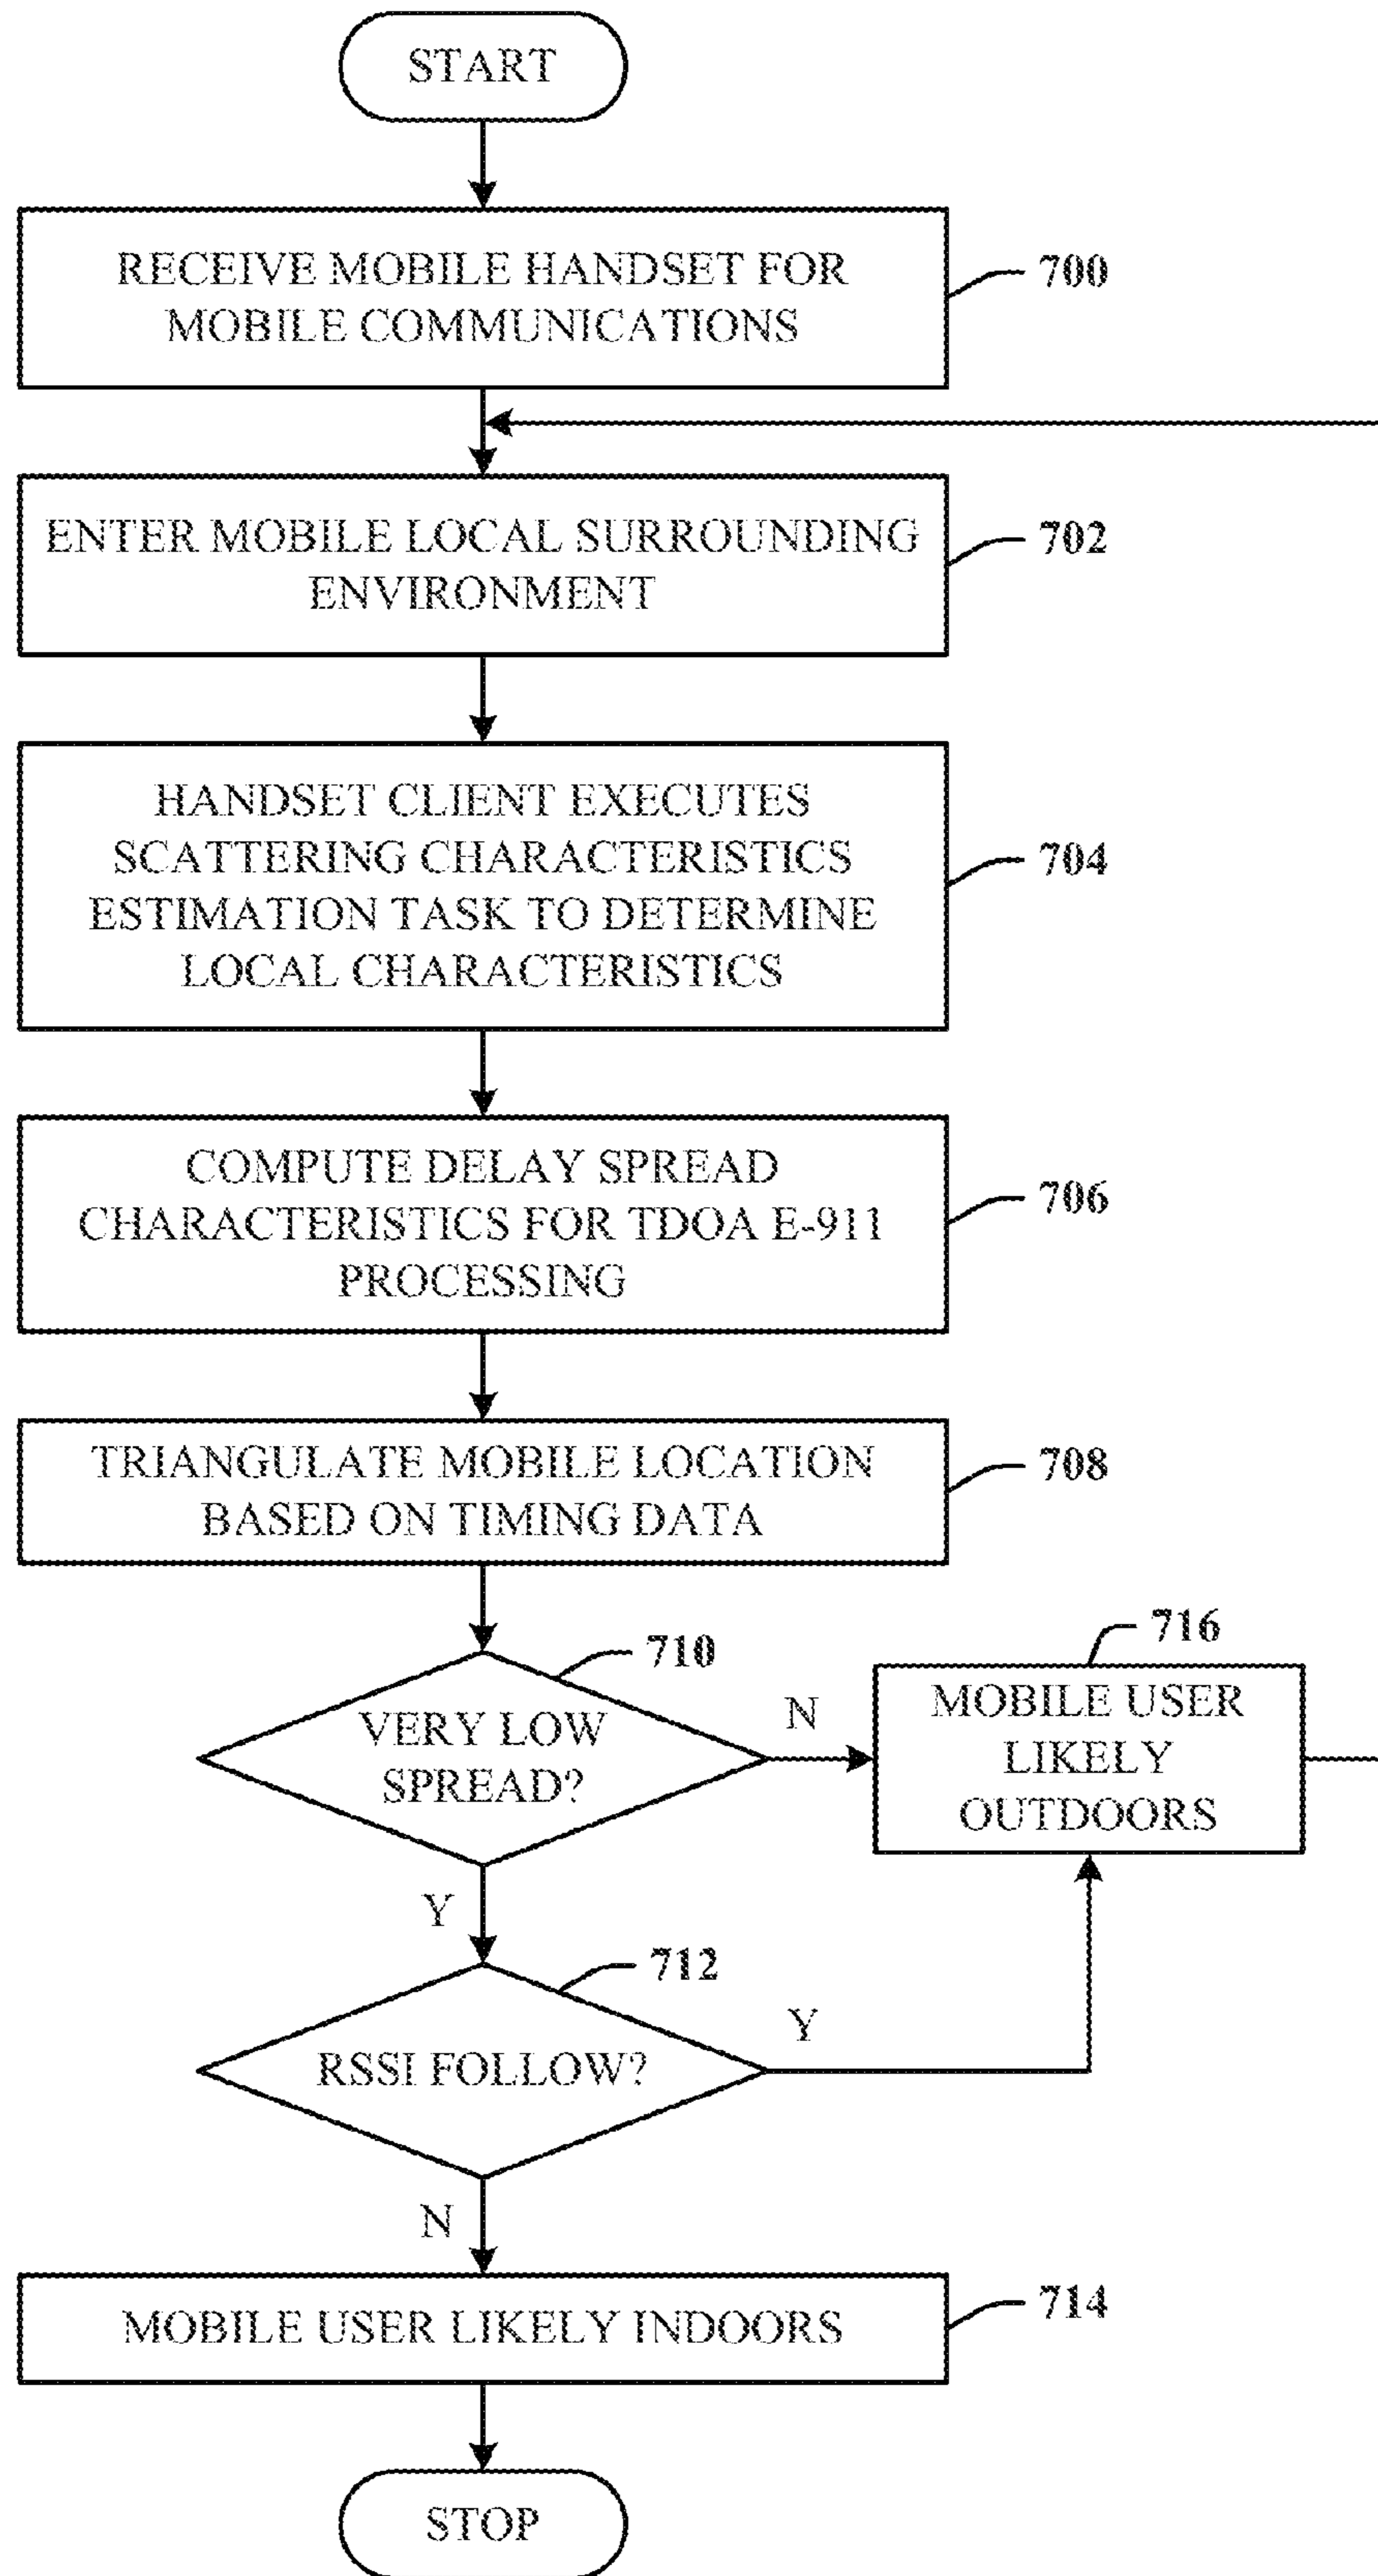 START
RECEIVE MOBILE HANDSET FOR
MOBILE COMMUNICATIONS
700
ENTER MOBILE LOCAL SURROUNDING
ENVIRONMENT
702
HANDSET CLIENT EXECUTES
SCATTERING CHARACTERISTICS
ESTIMATION TASK TO DETERMINE
LOCAL CHARACTERISTICS
704
COMPUTE DELAY SPREAD
CHARACTERISTICS FOR TDOA E-911
PROCESSING
706
TRIANGULATE MOBILE LOCATION
BASED ON TIMING DATA
708
710
VERY LOW
SPREAD?
N
716
MOBILE USER
LIKELY
OUTDOORS
Y
712
RSSI FOLLOW?
Y
N
MOBILE USER LIKELY INDOORS
714
STOP